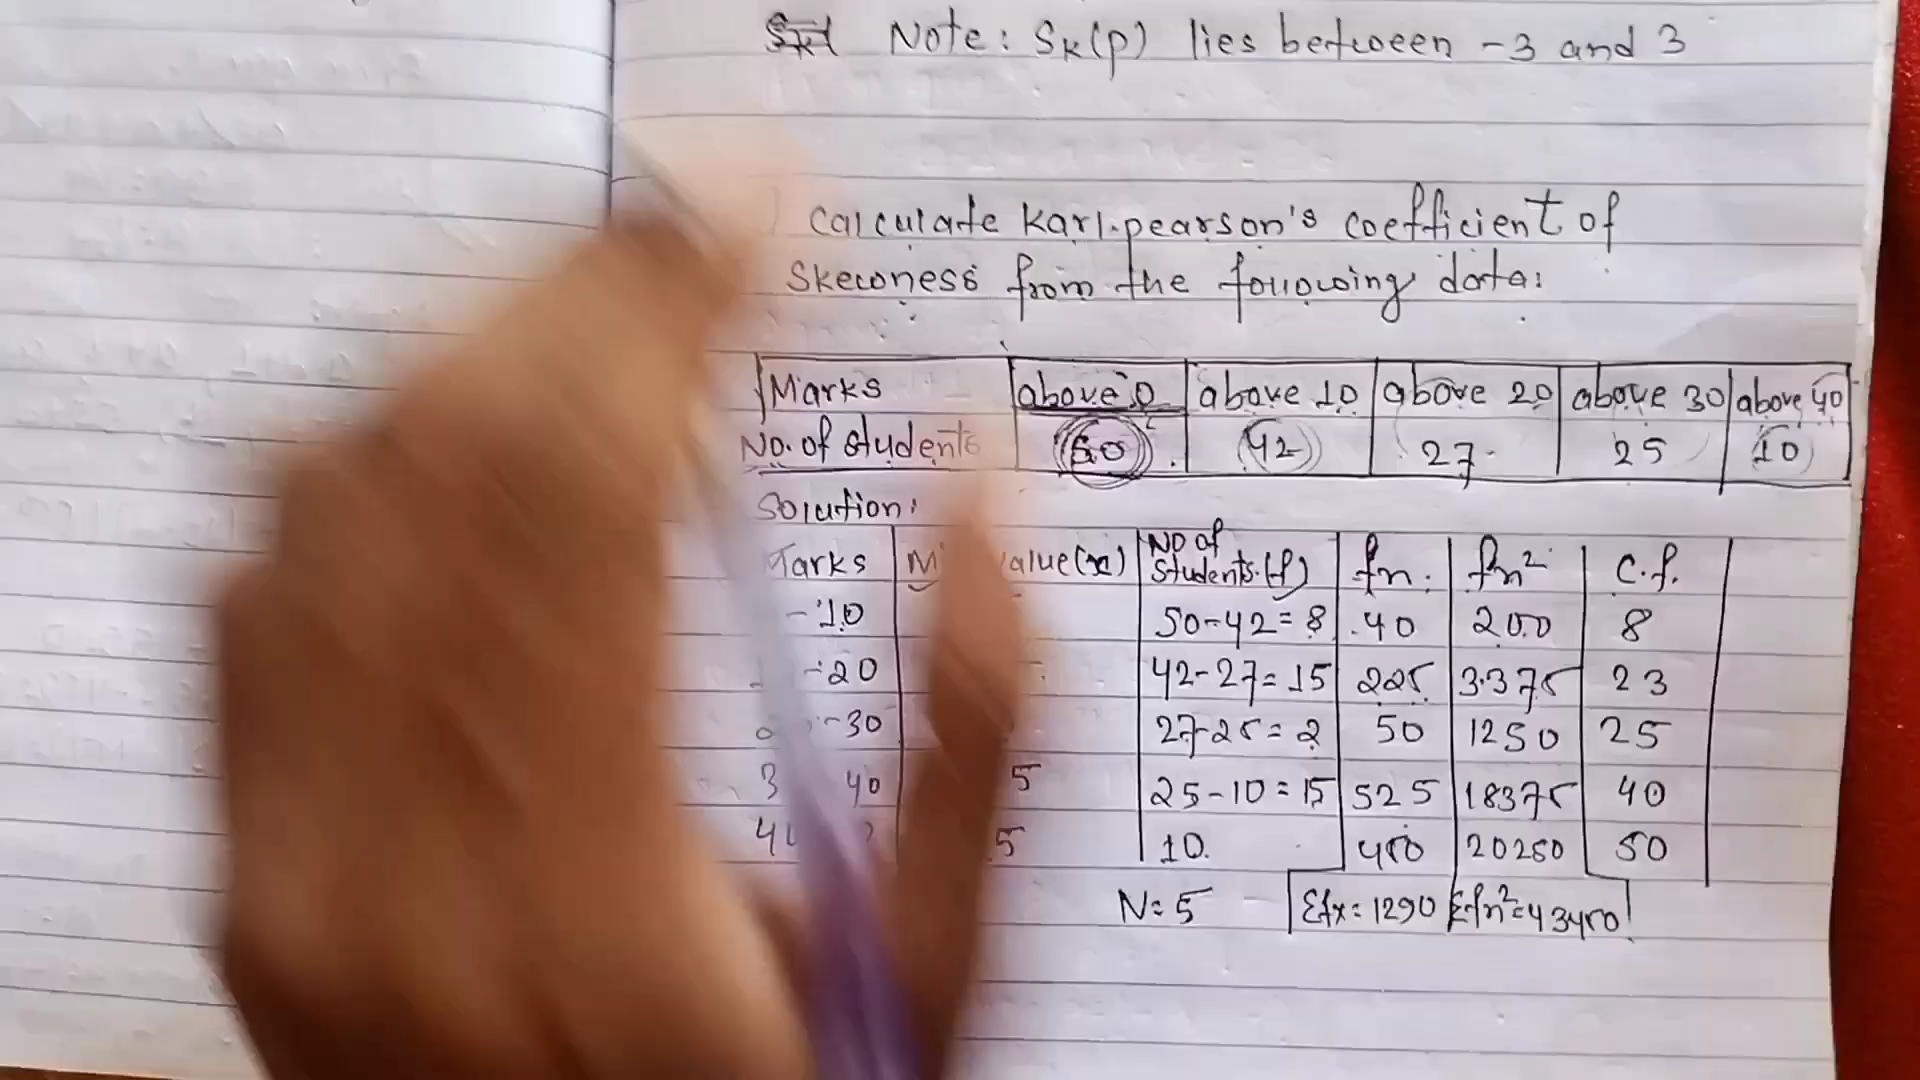 Note: Sk(p) lies between -3 and 3
Calculate Karl.pearson's coefficient of
Skewness from the following data:
Marks above 0 above 10 above 20 above 30 above 40
No. of students 50 42 27 25 10
Solution:
Marks value(x) No of Students.(f) fx. fx² c.f.
-10 50-42=8 40 200 8
-20 42-27=15 225 3375 23
-30 27-25=2 50 1250 25
40 5 25-10=15 525 18375 40
5 10. 450 20250 50
N=5 Σfx=1290 Σfx²=43450